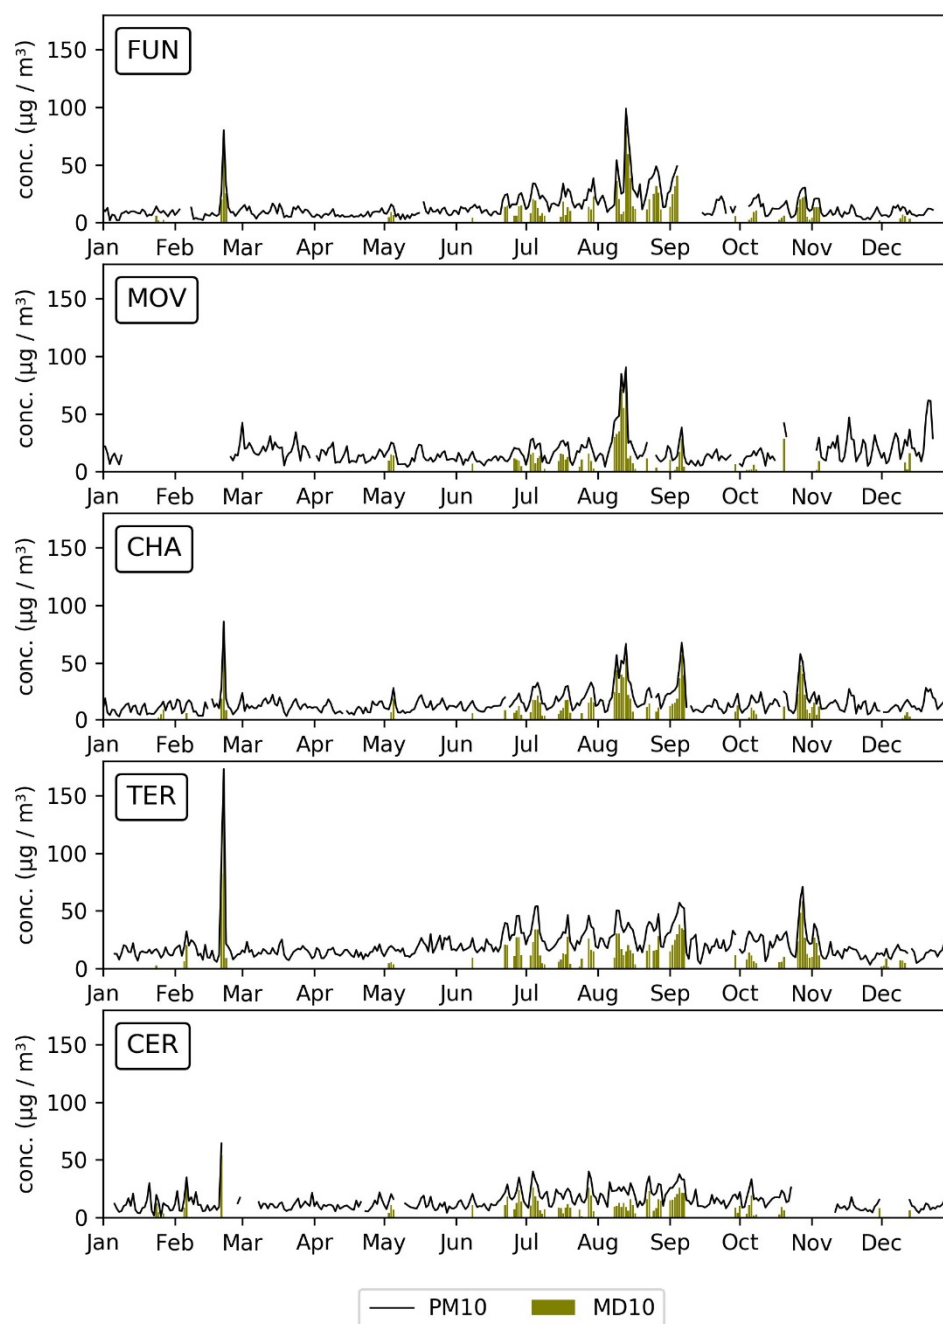 FUN
conc. (µg / m³)
150
100
50
0
Jan Feb Mar Apr May Jun Jul Aug Sep Oct Nov Dec
MOV
conc. (µg / m³)
150
100
50
0
Jan Feb Mar Apr May Jun Jul Aug Sep Oct Nov Dec
CHA
conc. (µg / m³)
150
100
50
0
Jan Feb Mar Apr May Jun Jul Aug Sep Oct Nov Dec
TER
conc. (µg / m³)
150
100
50
0
Jan Feb Mar Apr May Jun Jul Aug Sep Oct Nov Dec
CER
conc. (µg / m³)
150
100
50
0
Jan Feb Mar Apr May Jun Jul Aug Sep Oct Nov Dec
PM10 MD10